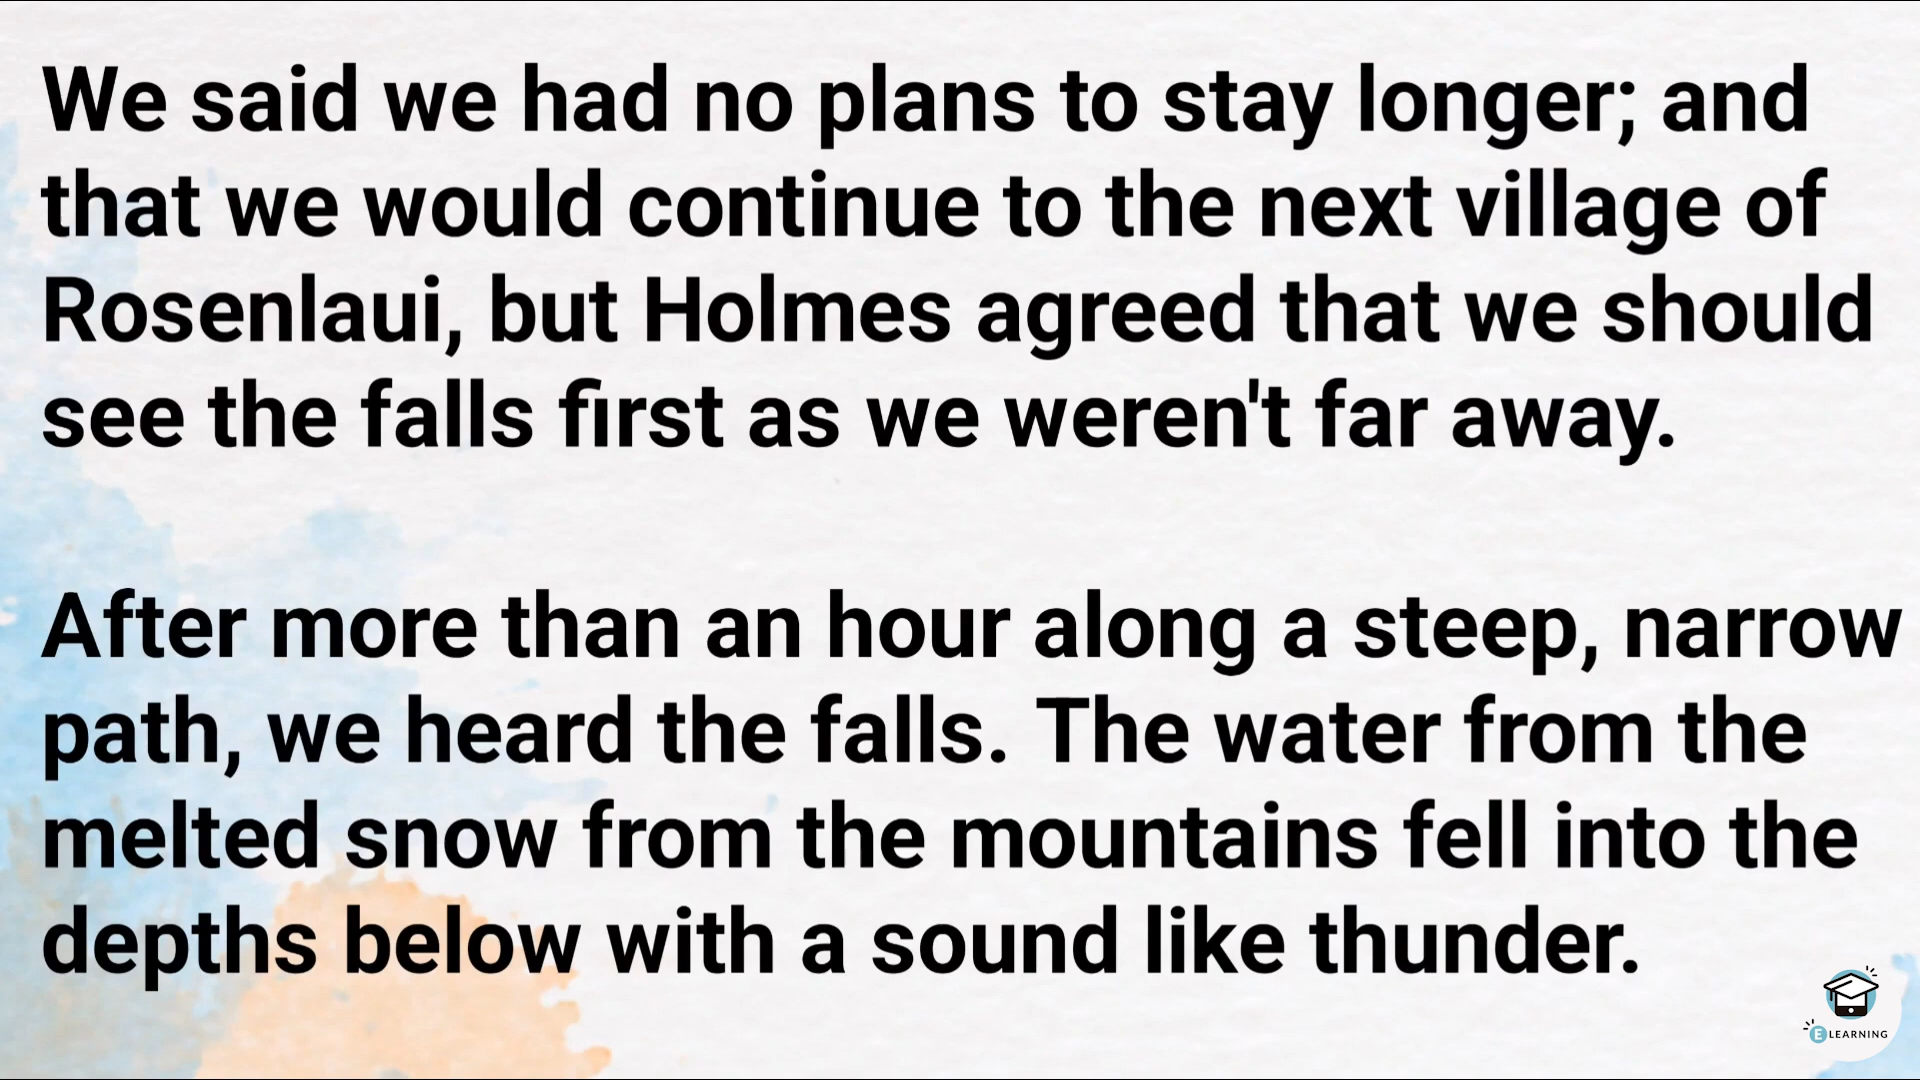 We said we had no plans to stay longer; and
that we would continue to the next village of
Rosenlaui, but Holmes agreed that we should
see the falls first as we weren't far away.
After more than an hour along a steep, narrow
path, we heard the falls. The water from the
melted snow from the mountains fell into the
depths below with a sound like thunder.
E LEARNING